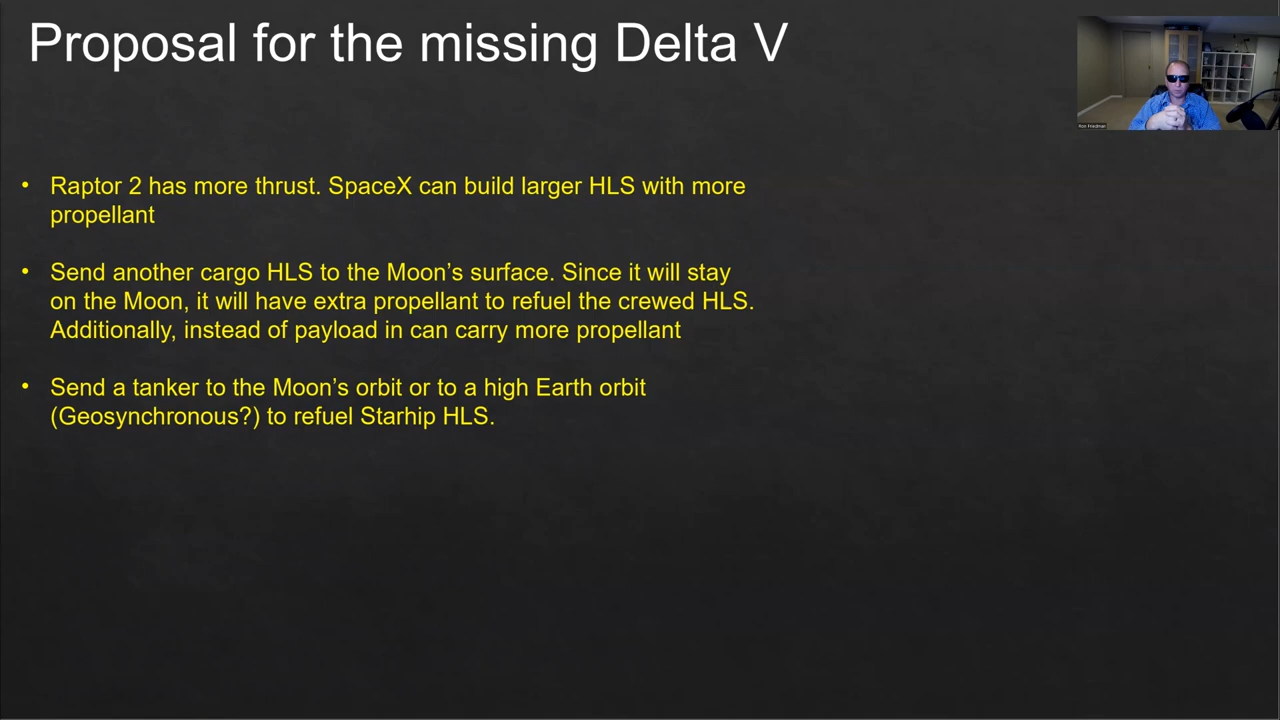 Proposal for the missing Delta V
• Raptor 2 has more thrust. SpaceX can build larger HLS with more
propellant
• Send another cargo HLS to the Moon’s surface. Since it will stay
on the Moon, it will have extra propellant to refuel the crewed HLS.
Additionally, instead of payload in can carry more propellant
• Send a tanker to the Moon’s orbit or to a high Earth orbit
(Geosynchronous?) to refuel Starhip HLS.
Ron Friedman